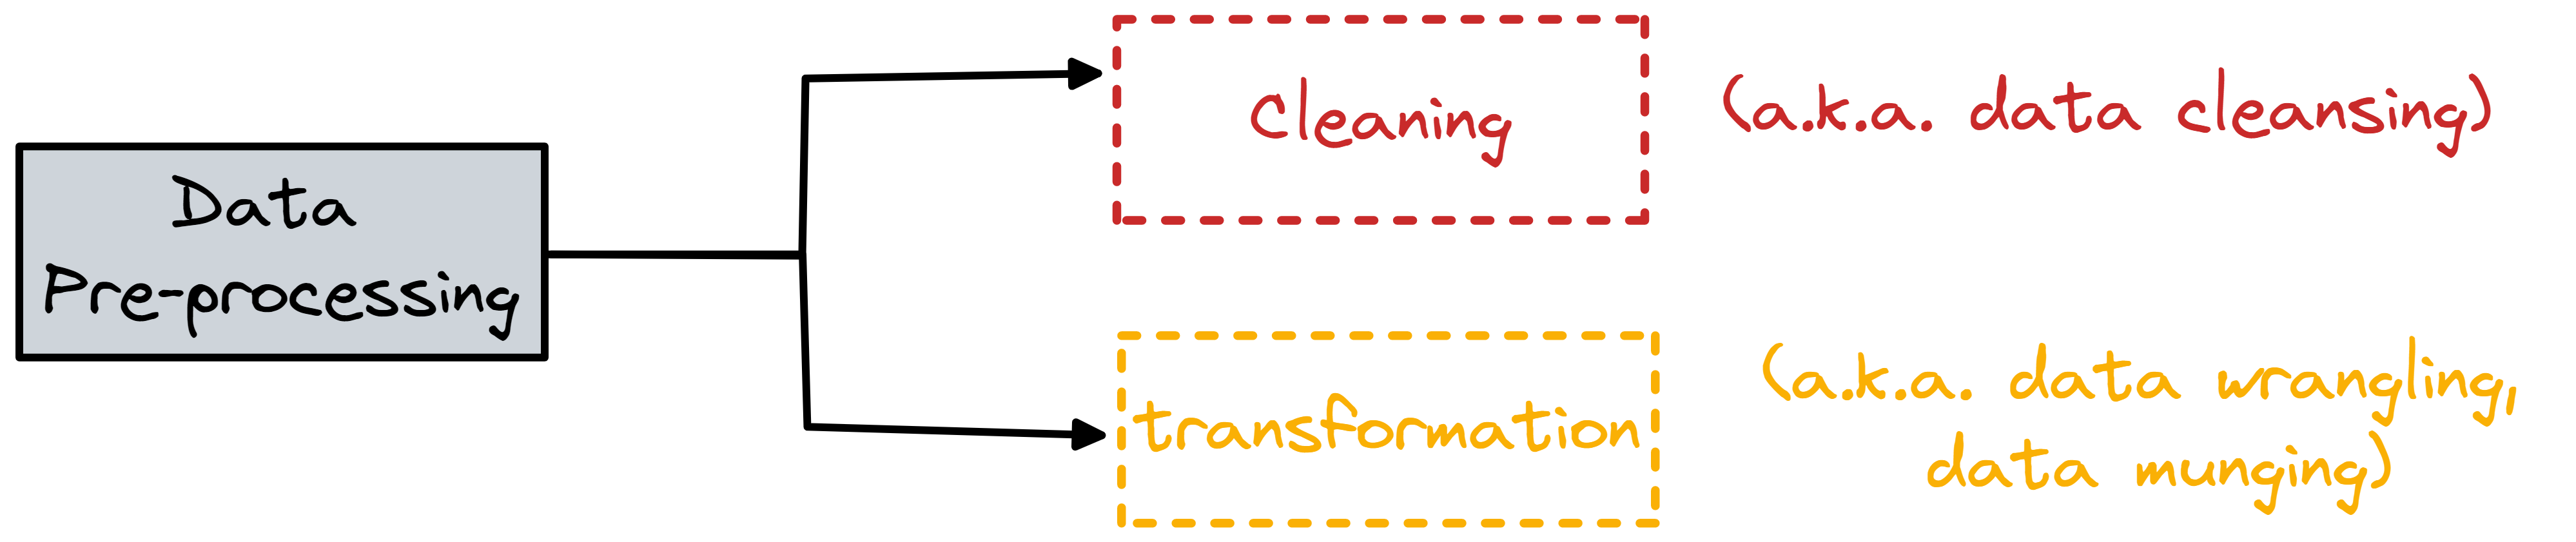 Data
Pre-processing
Cleaning
(a.k.a. data cleansing)
transformation
(a.k.a. data wrangling,
data munging)